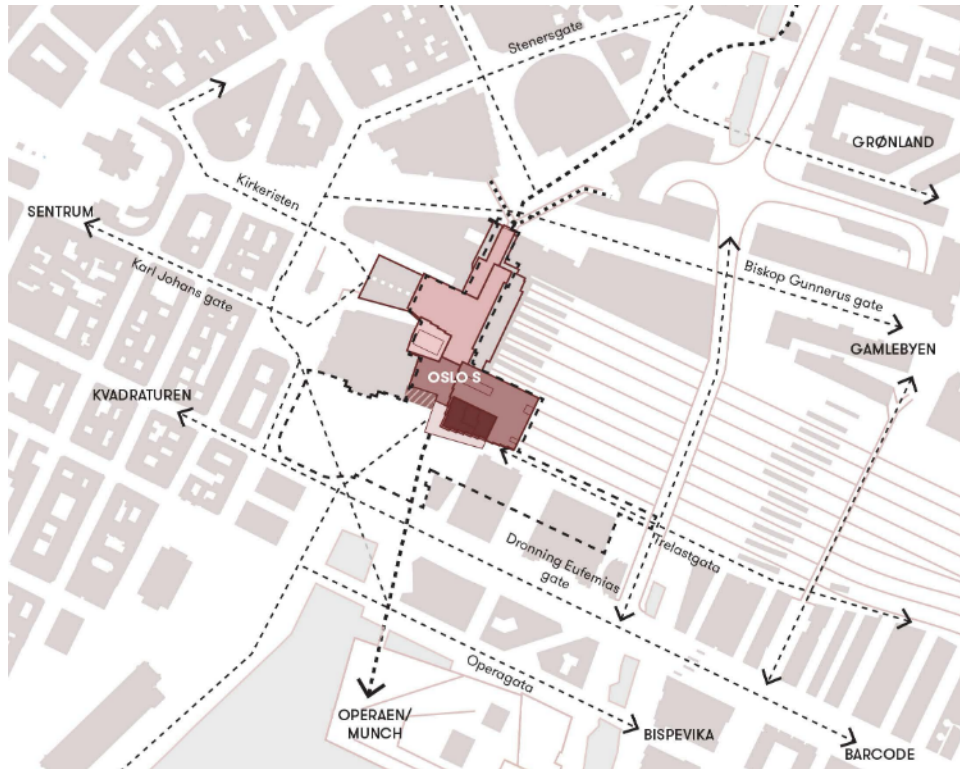 Stenersgate
GRØNLAND
Kirkeristen
SENTRUM
Karl Johans gate
Biskop Gunnerus gate
GAMLEBYEN
OSLO S
KVADRATUREN
Dronning Eufemias
gate
Trelastgata
Operagata
OPERAEN/
MUNCH
BISPEVIKA
BARCODE